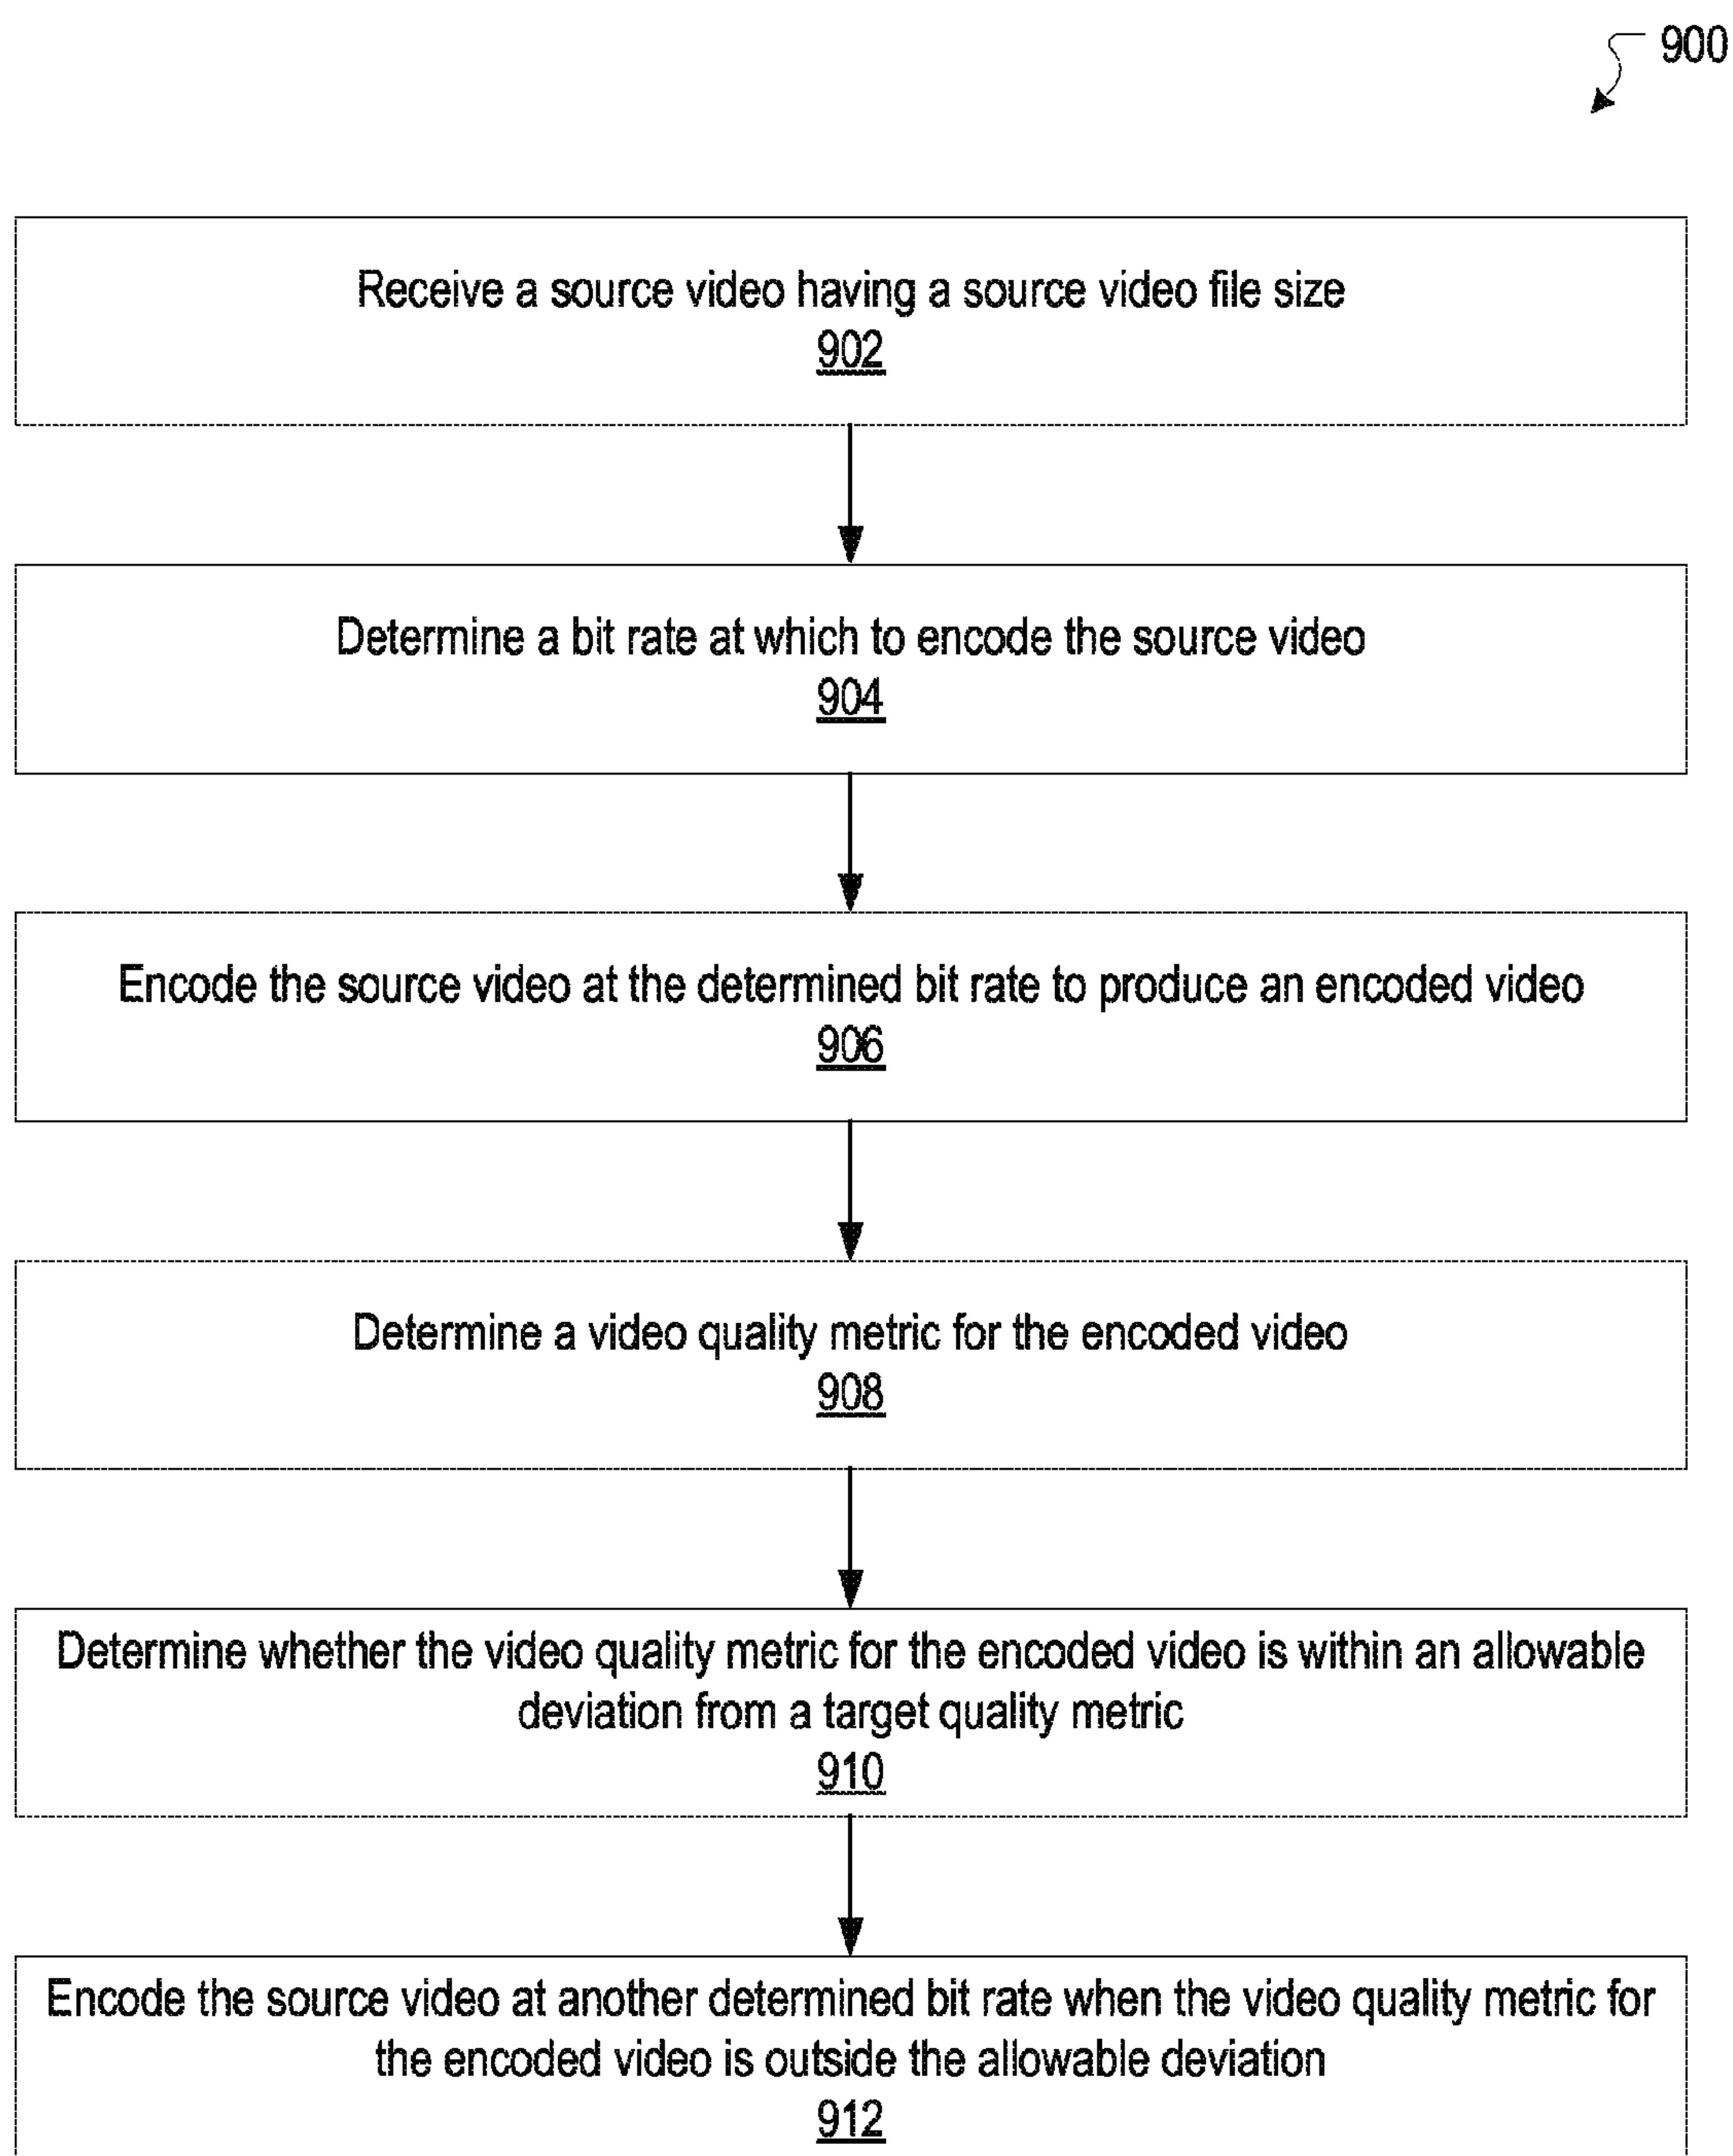 900
Receive a source video having a source video file size
902
Determine a bit rate at which to encode the source video
904
Encode the source video at the determined bit rate to produce an encoded video
906
Determine a video quality metric for the encoded video
908
Determine whether the video quality metric for the encoded video is within an allowable
deviation from a target quality metric
910
Encode the source video at another determined bit rate when the video quality metric for
the encoded video is outside the allowable deviation
912